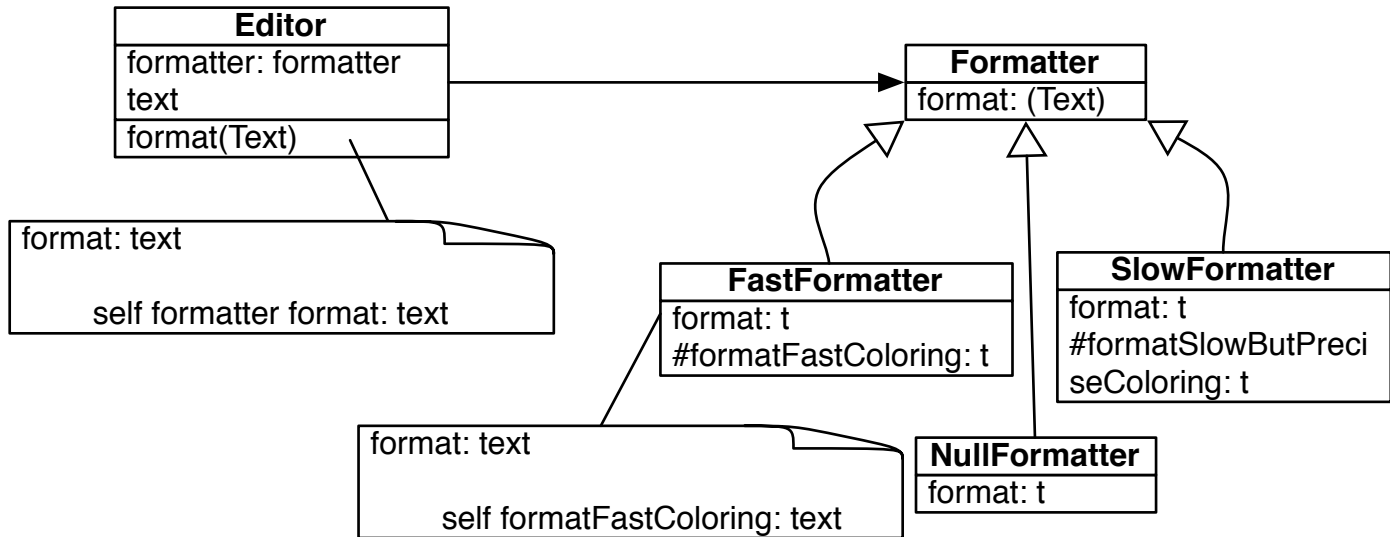 Editor
formatter: formatter
text
format(Text)
Formatter
format: (Text)
format: text
self formatter format: text
FastFormatter
format: t
#formatFastColoring: t
SlowFormatter
format: t
#formatSlowButPreci
seColoring: t
format: text
self formatFastColoring: text
NullFormatter
format: t